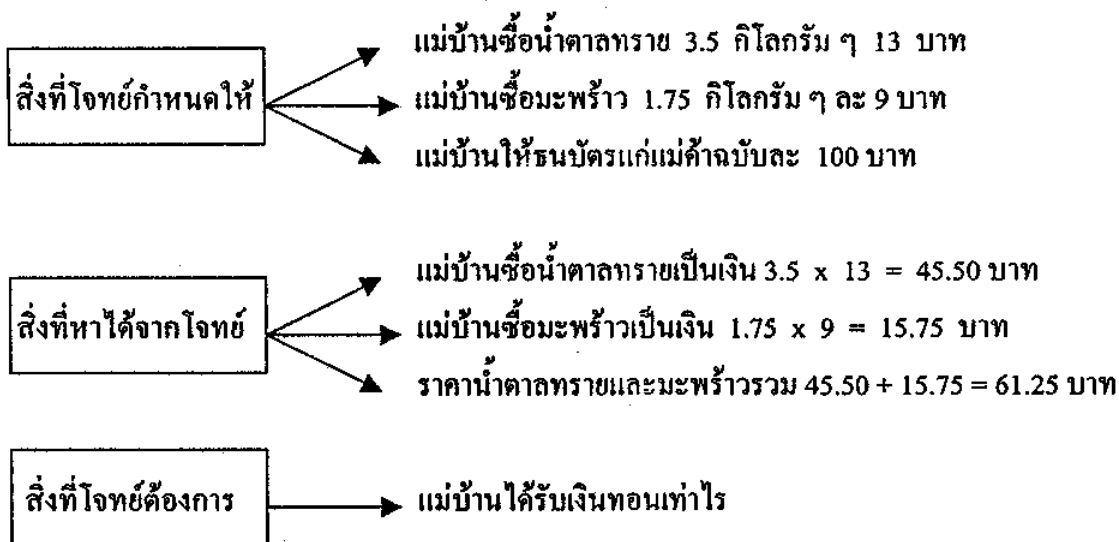 แม่บ้านซื้อน้ำตาลทราย 3.5 กิโลกรัม ๆ 13 บาท
สิ่งที่โจทย์กำหนดให้
แม่บ้านซื้อมะพร้าว 1.75 กิโลกรัม ๆ ละ 9 บาท
แม่บ้านให้ธนบัตรแก่แม่ค้าฉบับละ 100 บาท
แม่บ้านซื้อน้ำตาลทรายเป็นเงิน 3.5 x 13 = 45.50 บาท
สิ่งที่หาได้จากโจทย์
แม่บ้านซื้อมะพร้าวเป็นเงิน 1.75 x 9 = 15.75 บาท
ราคาน้ำตาลทรายและมะพร้าวรวม 45.50 + 15.75 = 61.25 บาท
สิ่งที่โจทย์ต้องการ
แม่บ้านได้รับเงินทอนเท่าไร